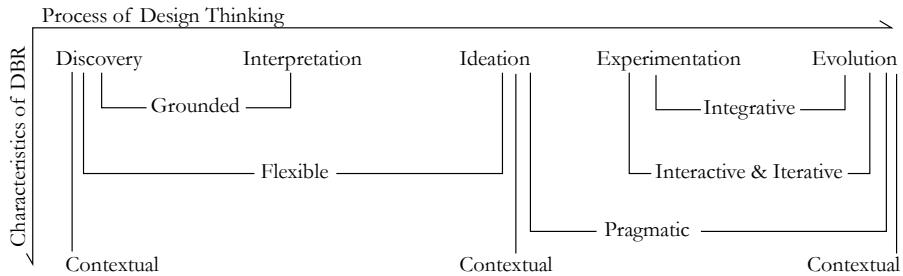 Process of Design Thinking
Characteristics of DBR
Discovery Interpretation Ideation Experimentation Evolution
Grounded Integrative
Flexible Interactive & Iterative
Pragmatic
Contextual Contextual Contextual